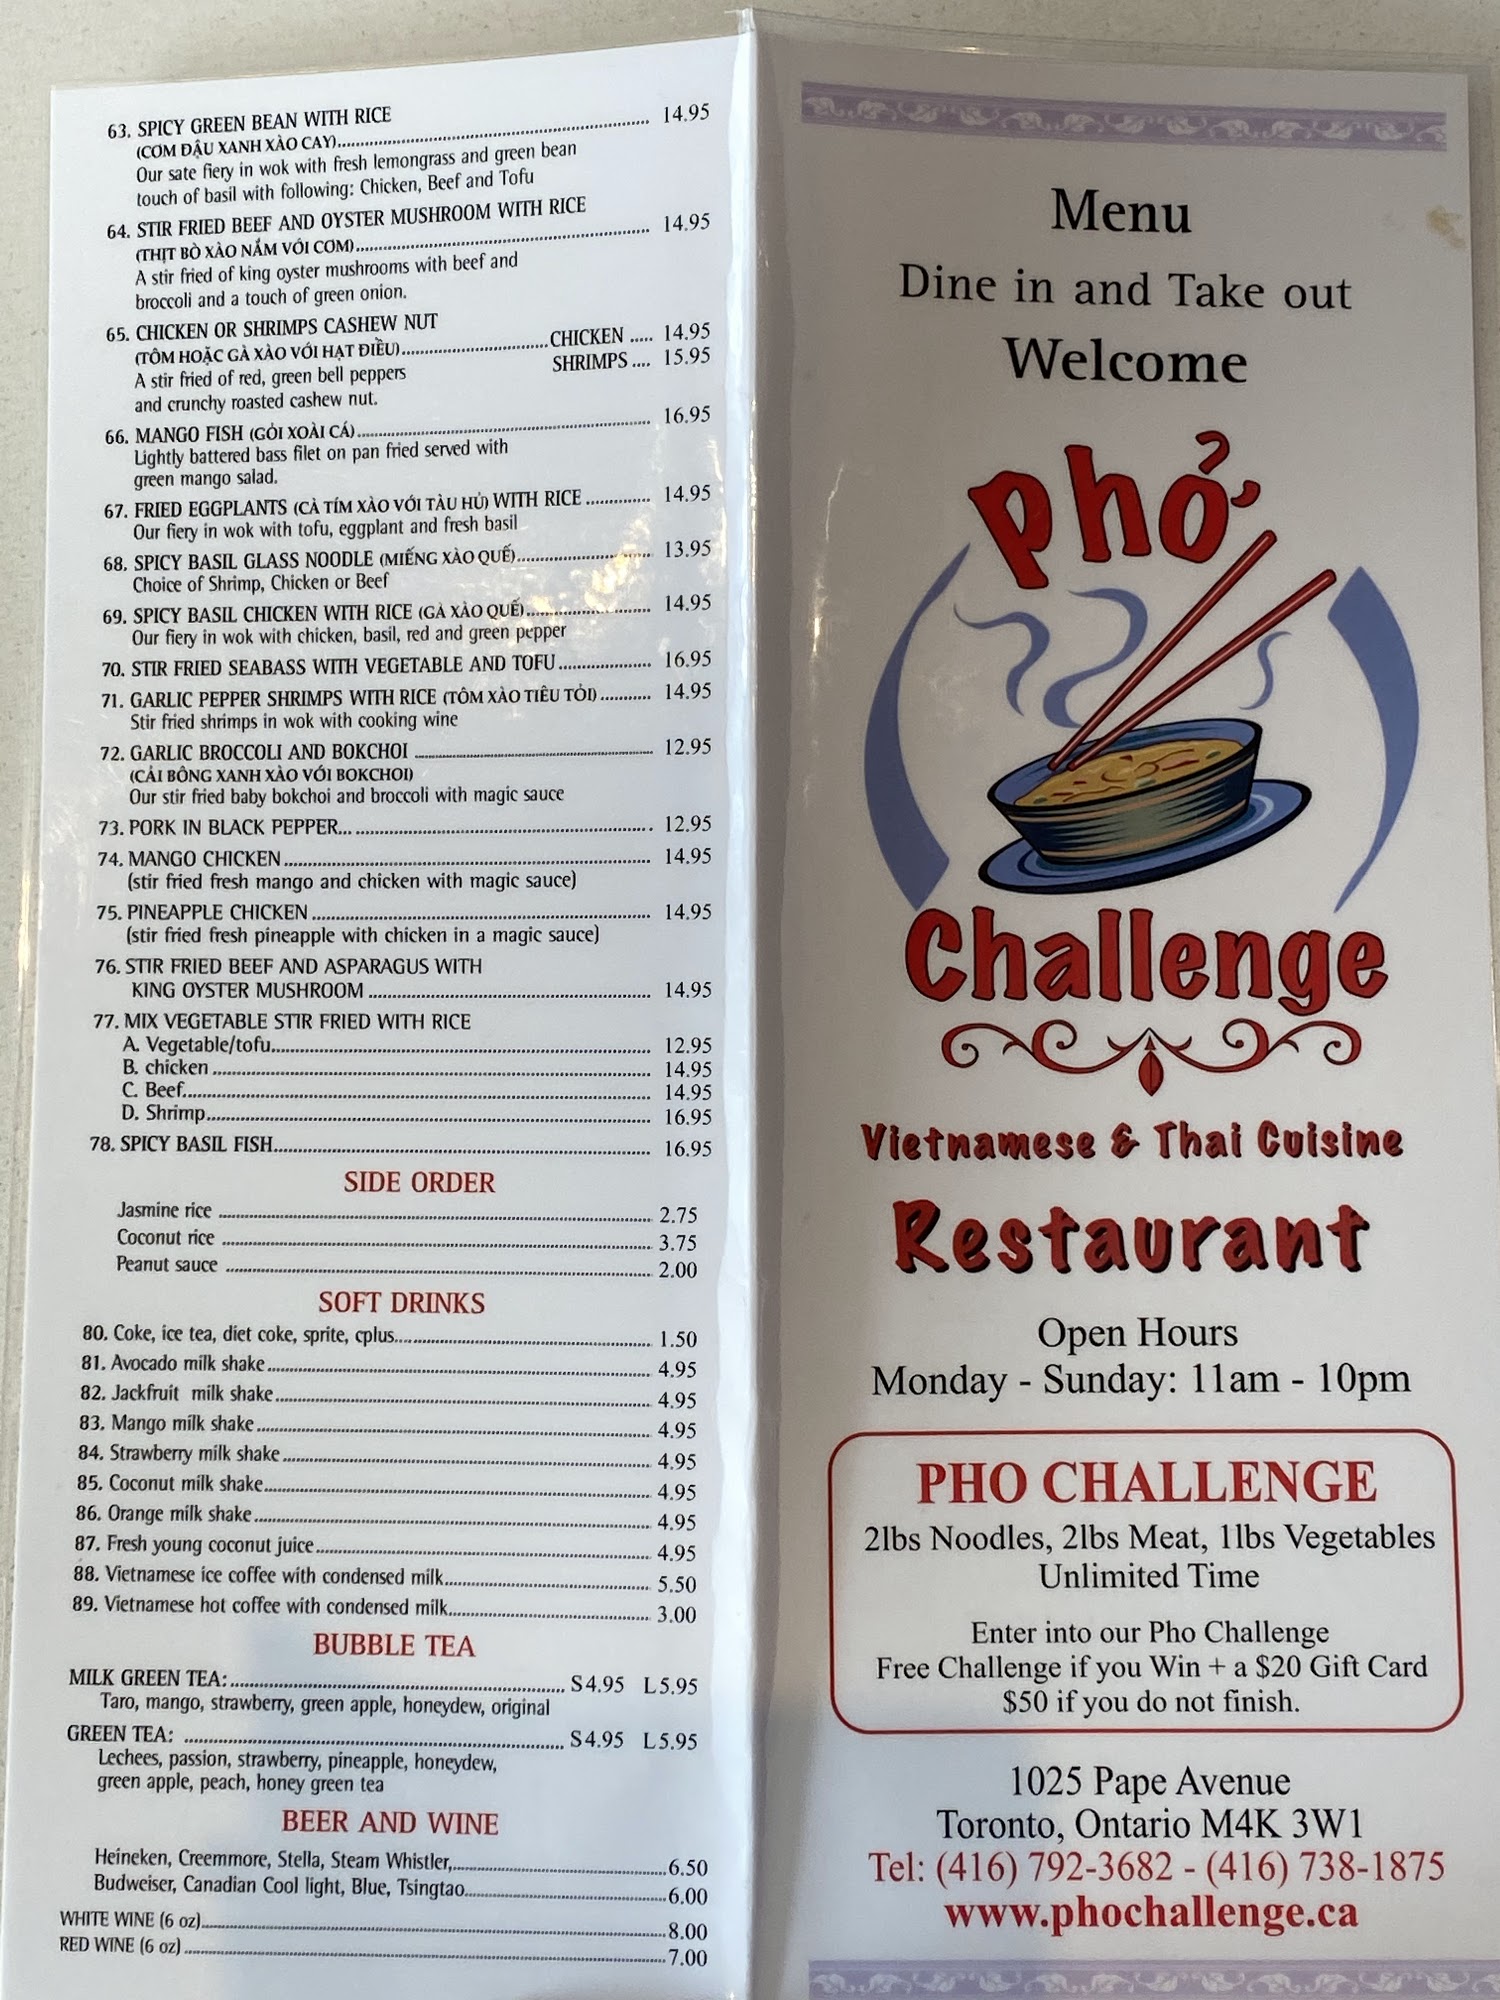 63. SPICY GREEN BEAN WITH RICE
(CƠM ĐẬU XANH XÀO CAY)..... 14.95
Our sate fiery in wok with fresh lemongrass and green bean
touch of basil with following: Chicken, Beef and Tofu
64. STIR FRIED BEEF AND OYSTER MUSHROOM WITH RICE
(THỊT BÒ XÀO NẤM VỚI CƠM)..... 14.95
A stir fried of king oyster mushrooms with beef and
broccoli and a touch of green onion.
65. CHICKEN OR SHRIMPS CASHEW NUT
(TÔM HOẶC GÀ XÀO VỚI HẠT ĐIỀU)..... CHICKEN ..... 14.95
SHRIMPS .... 15.95
A stir fried of red, green bell peppers
and crunchy roasted cashew nut.
66. MANGO FISH (GỎI XOÀI CÁ)..... 16.95
Lightly battered bass filet on pan fried served with
green mango salad.
67. FRIED EGGPLANTS (CÀ TÍM XÀO VỚI TÀU HỦ) WITH RICE ..... 14.95
Our fiery in wok with tofu, eggplant and fresh basil
68. SPICY BASIL GLASS NOODLE (MIẾNG XÀO QUẾ)..... 13.95
Choice of Shrimp, Chicken or Beef
69. SPICY BASIL CHICKEN WITH RICE (GÀ XÀO QUẾ)..... 14.95
Our fiery in wok with chicken, basil, red and green pepper
70. STIR FRIED SEABASS WITH VEGETABLE AND TOFU..... 16.95
71. GARLIC PEPPER SHRIMPS WITH RICE (TÔM XÀO TIÊU TỎI) ..... 14.95
Stir fried shrimps in wok with cooking wine
72. GARLIC BROCCOLI AND BOKCHOI ..... 12.95
(CẢI BÔNG XANH XÀO VỚI BOKCHOI)
Our stir fried baby bokchoi and broccoli with magic sauce
73. PORK IN BLACK PEPPER... ..... 12.95
74. MANGO CHICKEN ..... 14.95
(stir fried fresh mango and chicken with magic sauce)
75. PINEAPPLE CHICKEN ..... 14.95
(stir fried fresh pineapple with chicken in a magic sauce)
76. STIR FRIED BEEF AND ASPARAGUS WITH
KING OYSTER MUSHROOM ..... 14.95
77. MIX VEGETABLE STIR FRIED WITH RICE
A. Vegetable/tofu..... 12.95
B. chicken ..... 14.95
C. Beef..... 14.95
D. Shrimp..... 16.95
78. SPICY BASIL FISH..... 16.95
SIDE ORDER
Jasmine rice ..... 2.75
Coconut rice ..... 3.75
Peanut sauce ..... 2.00
SOFT DRINKS
80. Coke, ice tea, diet coke, sprite, cplus..... 1.50
81. Avocado milk shake..... 4.95
82. Jackfruit milk shake..... 4.95
83. Mango milk shake..... 4.95
84. Strawberry milk shake..... 4.95
85. Coconut milk shake..... 4.95
86. Orange milk shake..... 4.95
87. Fresh young coconut juice..... 4.95
88. Vietnamese ice coffee with condensed milk..... 5.50
89. Vietnamese hot coffee with condensed milk..... 3.00
BUBBLE TEA
MILK GREEN TEA:..... S 4.95 L 5.95
Taro, mango, strawberry, green apple, honeydew, original
GREEN TEA: ..... S 4.95 L 5.95
Lechees, passion, strawberry, pineapple, honeydew,
green apple, peach, honey green tea
BEER AND WINE
Heineken, Creemmore, Stella, Steam Whistler,..... 6.50
Budweiser, Canadian Cool light, Blue, Tsingtao..... 6.00
WHITE WINE (6 oz)..... 8.00
RED WINE (6 oz) ..... 7.00
Menu
Dine in and Take out
Welcome
Phở
Challenge
Vietnamese & Thai Cuisine
Restaurant
Open Hours
Monday - Sunday: 11am - 10pm
PHO CHALLENGE
2lbs Noodles, 2lbs Meat, 1lbs Vegetables
Unlimited Time
Enter into our Pho Challenge
Free Challenge if you Win + a $20 Gift Card
$50 if you do not finish.
1025 Pape Avenue
Toronto, Ontario M4K 3W1
Tel: (416) 792-3682 - (416) 738-1875
www.phochallenge.ca